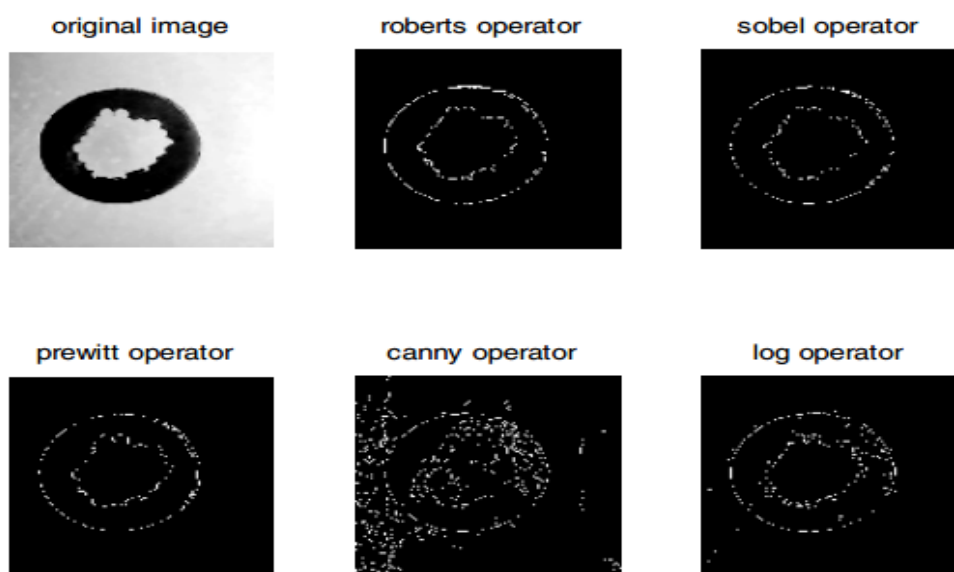 original image
roberts operator
sobel operator
prewitt operator
canny operator
log operator